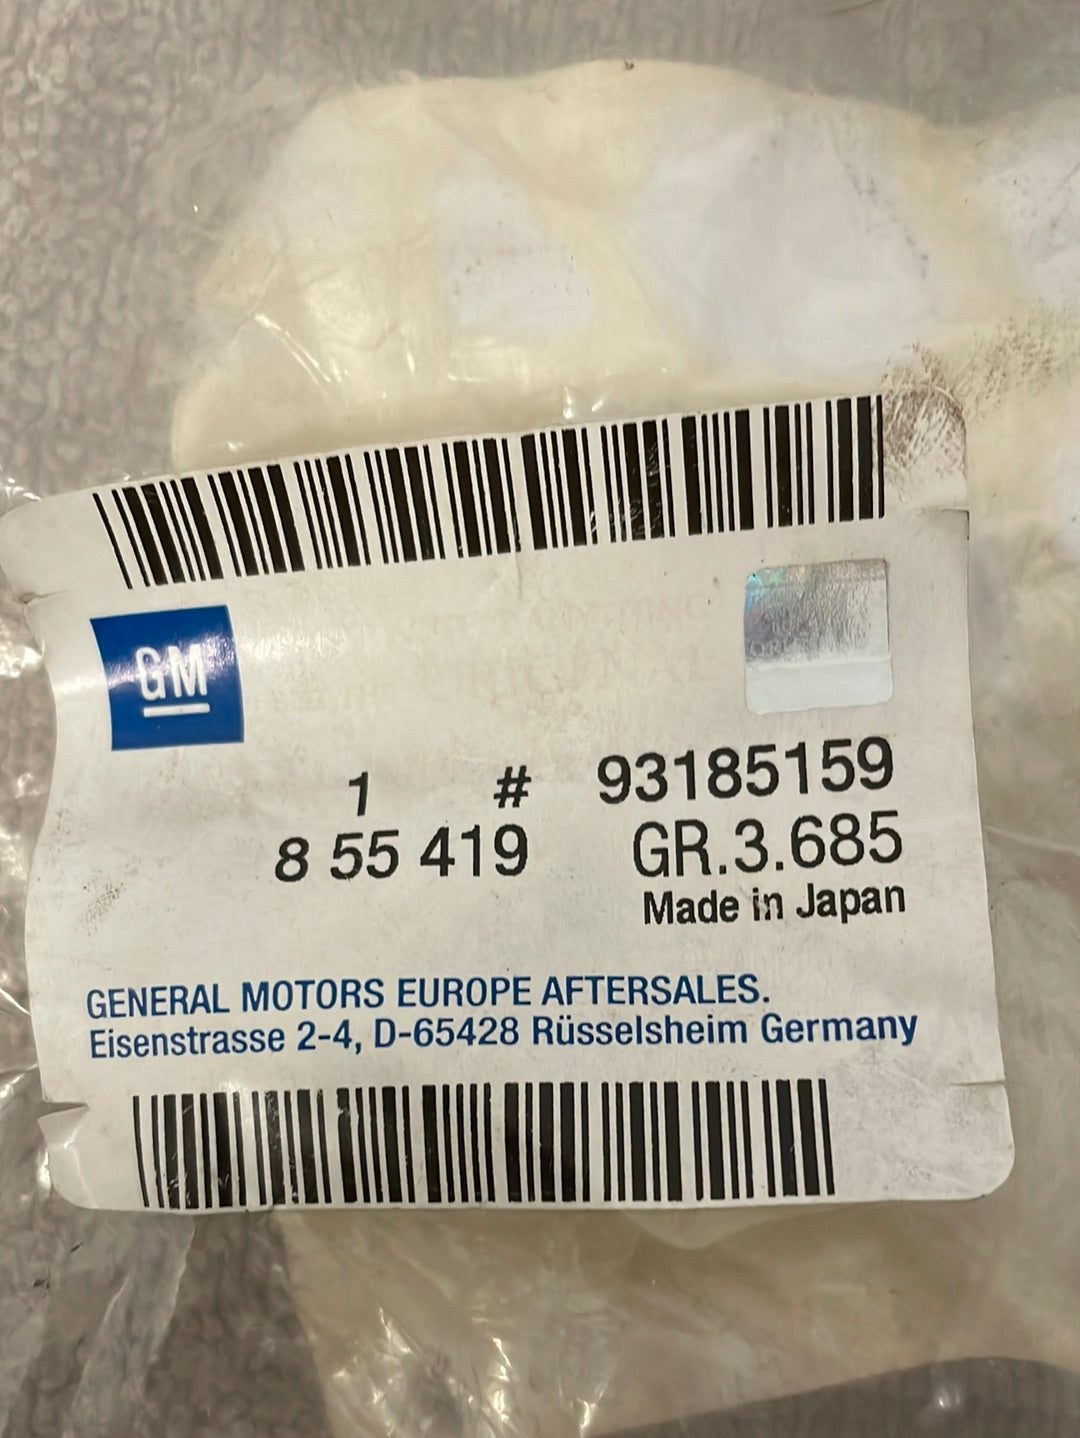 GM
1 # 93185159
8 55 419 GR.3.685
Made in Japan
GENERAL MOTORS EUROPE AFTERSALES.
Eisenstrasse 2-4, D-65428 Rüsselsheim Germany